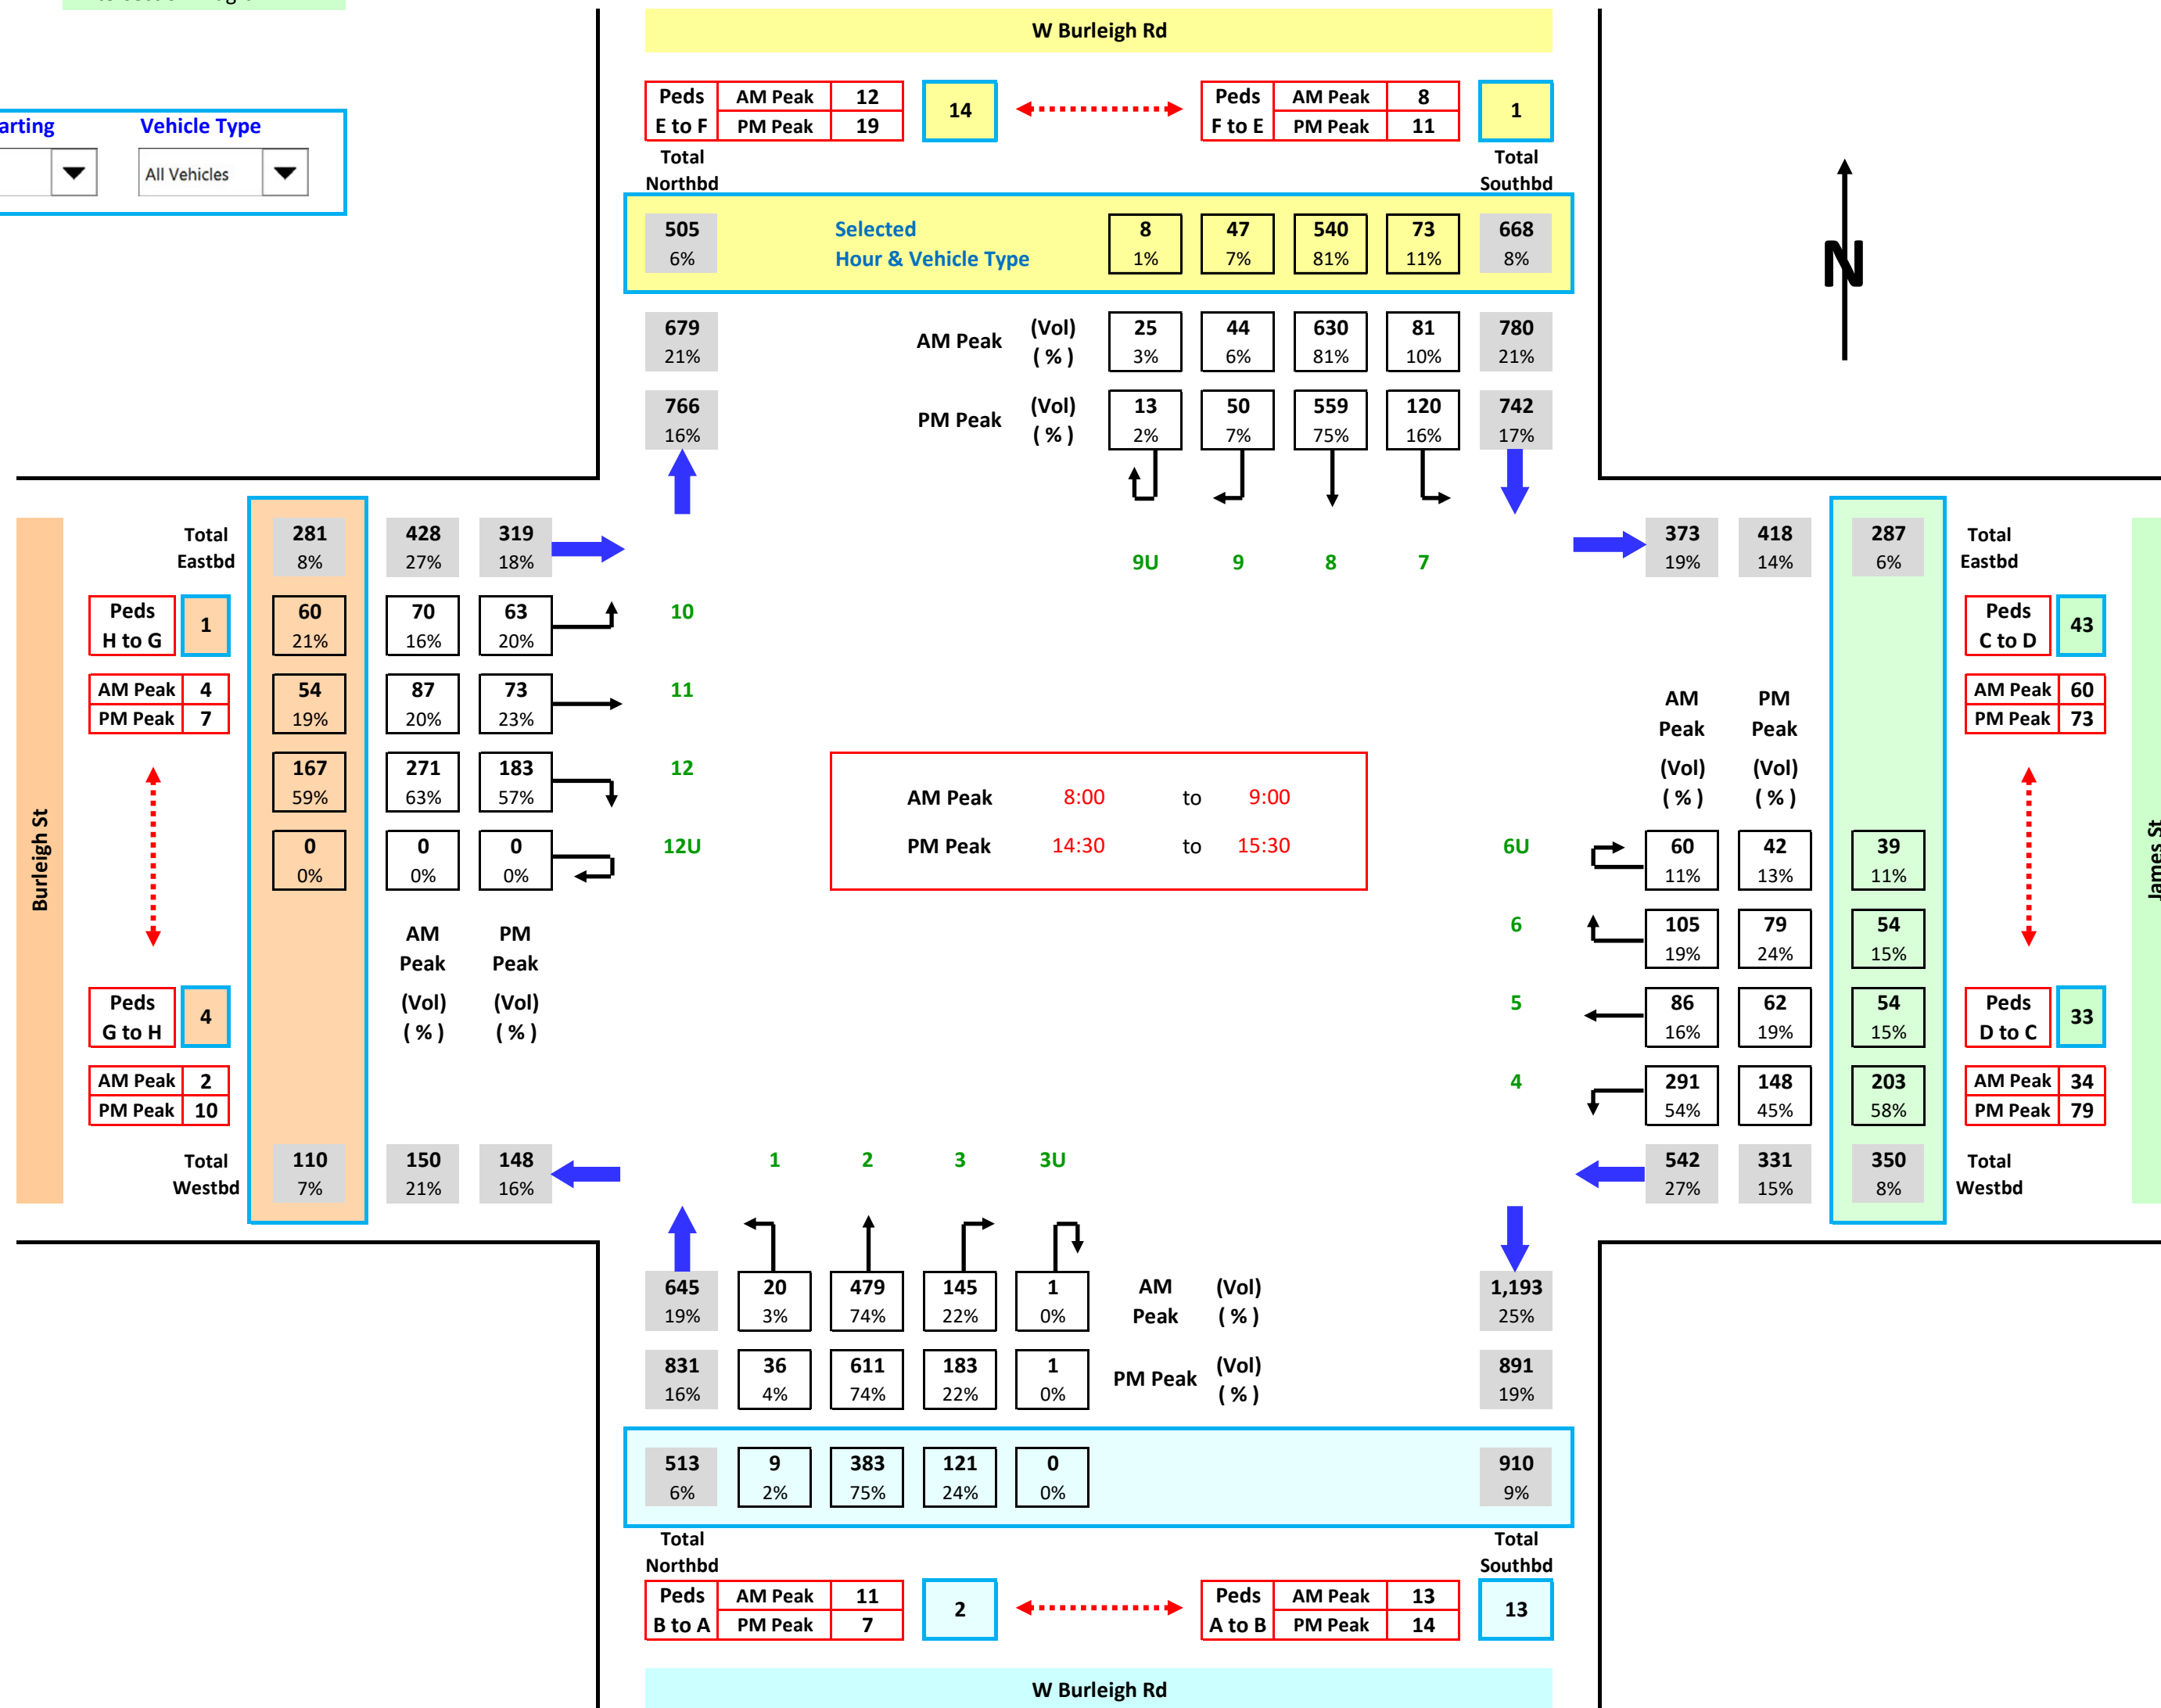 W Burleigh Rd
arting Vehicle Type
All Vehicles
Peds AM Peak 12 14 Peds AM Peak 8 1
E to F PM Peak 19 F to E PM Peak 11
Total Total
Northbd Southbd
505 Selected 8 47 540 73 668
6% Hour & Vehicle Type 1% 7% 81% 11% 8%
679 AM Peak (Vol) 25 44 630 81 780
21% ( % ) 3% 6% 81% 10% 21%
766 PM Peak (Vol) 13 50 559 120 742
16% ( % ) 2% 7% 75% 16% 17%
N
Total 281 428 319 373 418 287 Total
Eastbd 8% 27% 18% 9U 9 8 7 19% 14% 6% Eastbd
Peds 1 60 70 63 10 Peds 43
H to G 21% 16% 20% C to D
AM Peak 4 54 87 73 11 AM PM AM Peak 60
PM Peak 7 19% 20% 23% Peak Peak PM Peak 73
167 271 183 12 (Vol) (Vol)
59% 63% 57% ( % ) ( % )
AM Peak 8:00 to 9:00
PM Peak 14:30 to 15:30
Burleigh St
James St
0 0 0 12U 6U 60 42 39
0% 0% 0% 11% 13% 11%
AM PM 6 105 79 54
Peak Peak 19% 24% 15%
Peds 4 (Vol) (Vol) 5 86 62 54 Peds 33
G to H ( % ) ( % ) 16% 19% 15% D to C
AM Peak 2 4 291 148 203 AM Peak 34
PM Peak 10 54% 45% 58% PM Peak 79
Total 110 150 148 1 2 3 3U 542 331 350 Total
Westbd 7% 21% 16% 27% 15% 8% Westbd
645 20 479 145 1 AM (Vol) 1,193
19% 3% 74% 22% 0% Peak ( % ) 25%
831 36 611 183 1 PM Peak (Vol) 891
16% 4% 74% 22% 0% ( % ) 19%
513 9 383 121 0 910
6% 2% 75% 24% 0% 9%
Total Total
Northbd Southbd
Peds AM Peak 11 2 Peds AM Peak 13 13
B to A PM Peak 7 A to B PM Peak 14
W Burleigh Rd